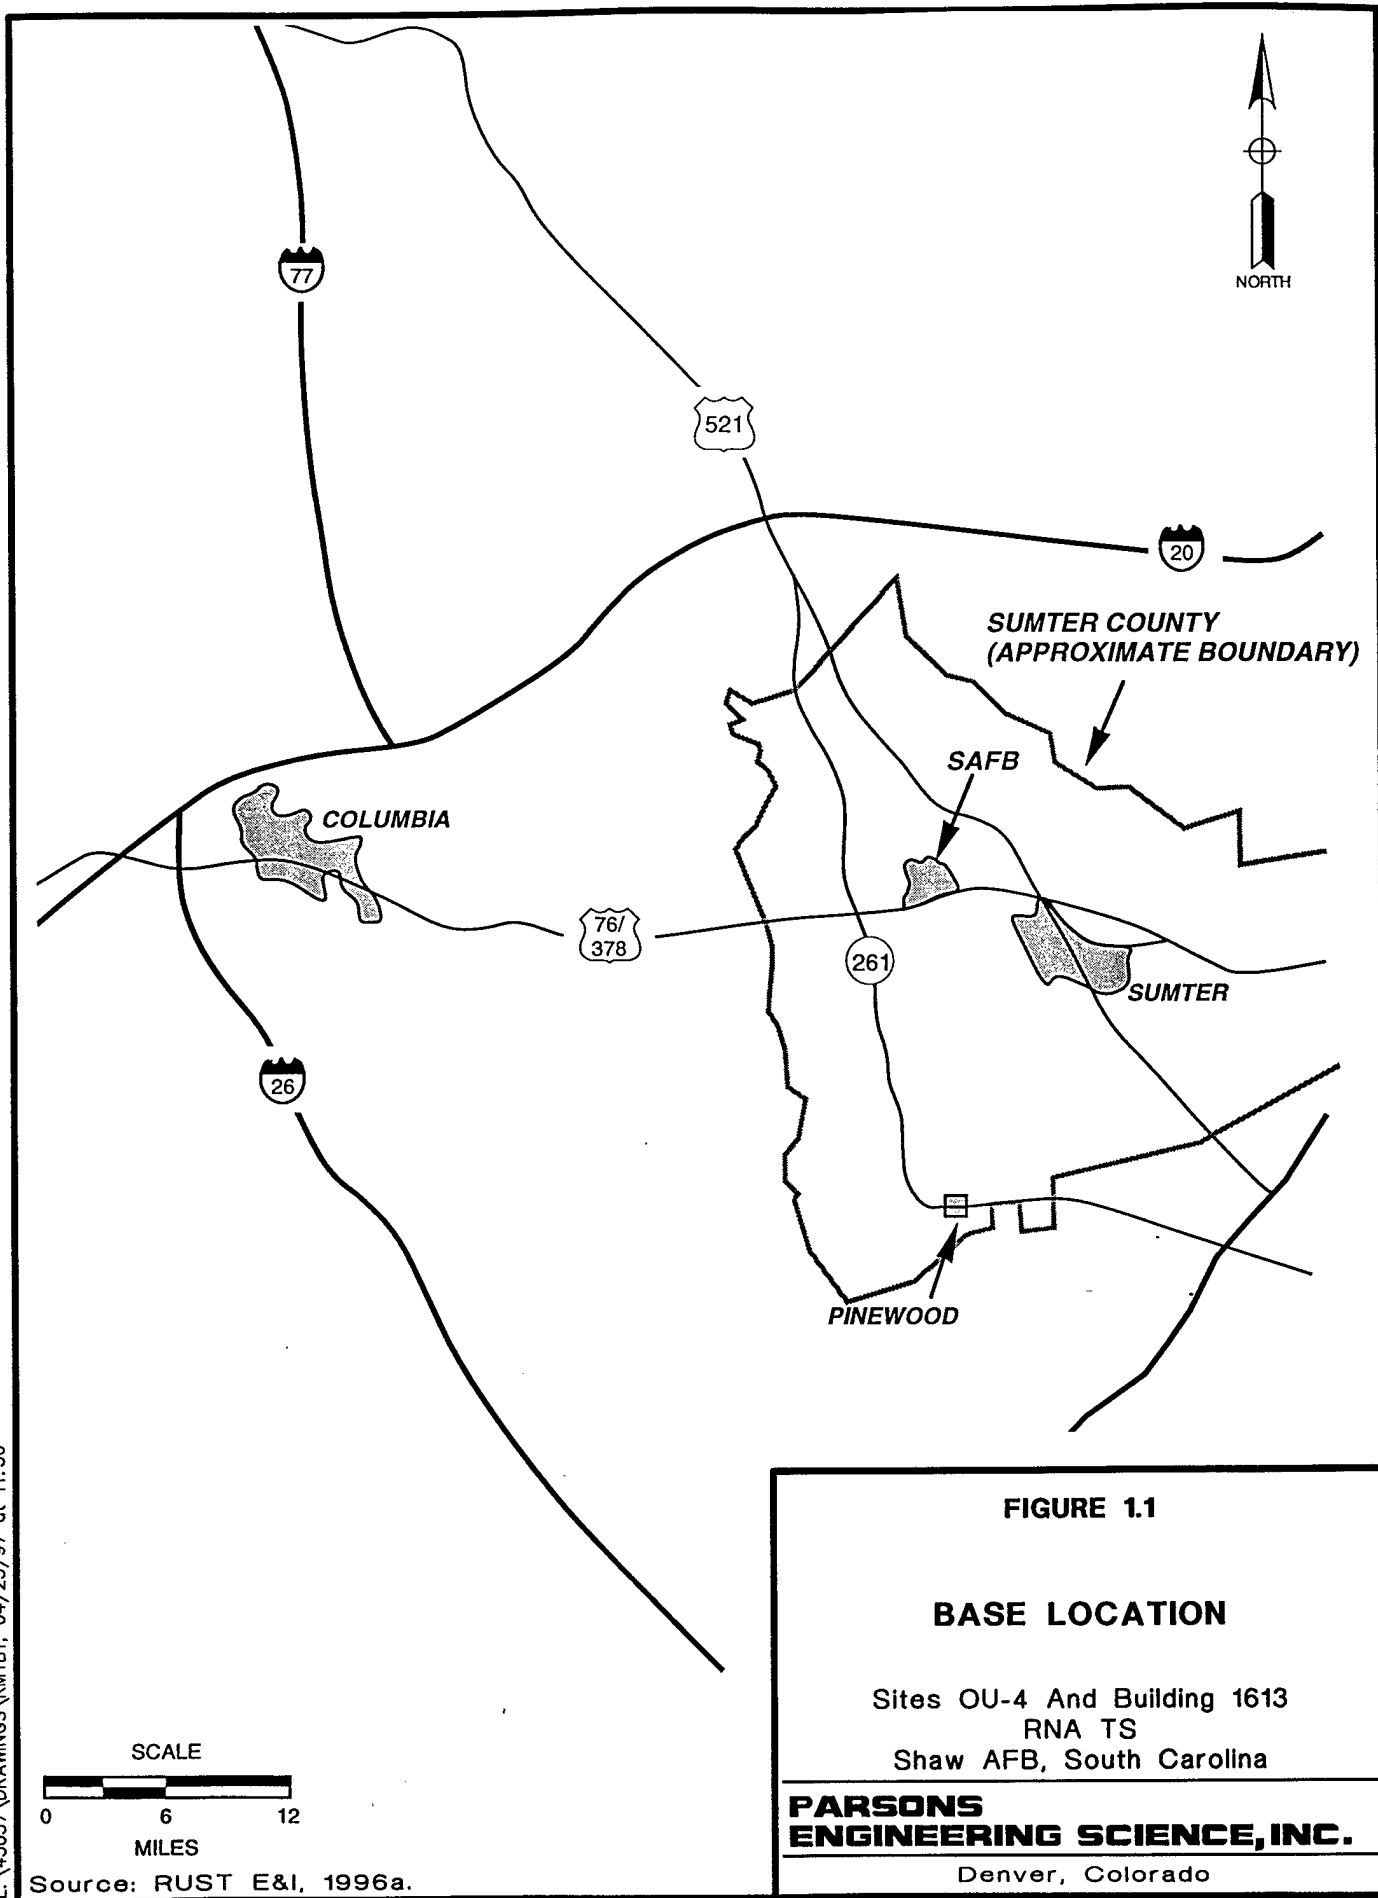 NORTH
77
521
20
SUMTER COUNTY
(APPROXIMATE BOUNDARY)
SAFB
COLUMBIA
76/
378
261
SUMTER
26
PINEWOOD
FIGURE 1.1
BASE LOCATION
Sites OU-4 And Building 1613
RNA TS
Shaw AFB, South Carolina
PARSONS
ENGINEERING SCIENCE, INC.
Denver, Colorado
SCALE
0 6 12
MILES
Source: RUST E&I, 1996a.